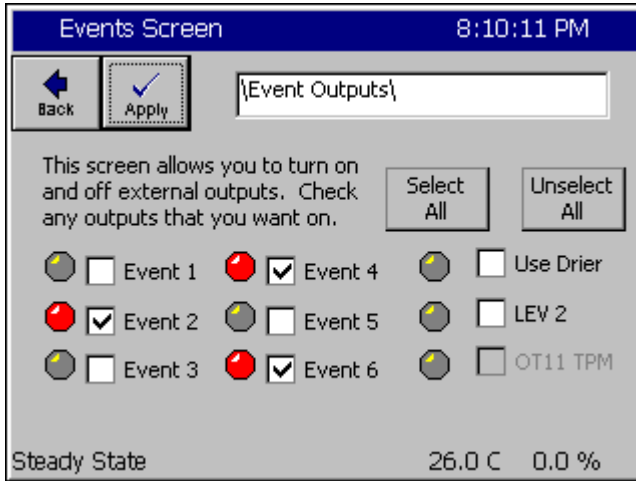 Events Screen 8:10:11 PM
Back Apply \Event Outputs\
This screen allows you to turn on
and off external outputs. Check
any outputs that you want on.
Select
All
Unselect
All
Event 1 Event 4 Use Drier
Event 2 Event 5 LEV 2
Event 3 Event 6 OT11 TPM
Steady State 26.0 C 0.0 %